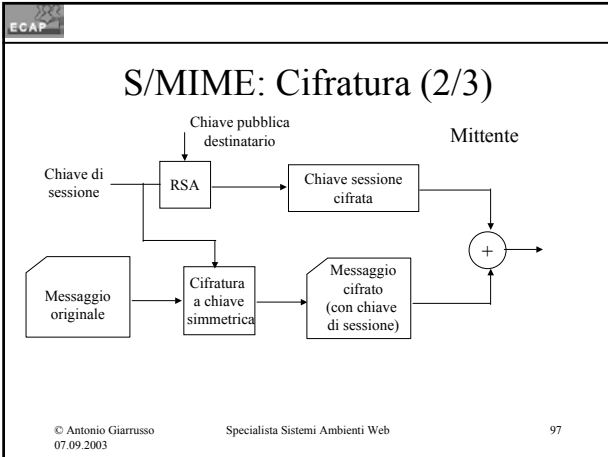 ECAP
S/MIME: Cifratura (2/3)
Chiave pubblica
destinatario
Mittente
Chiave di
sessione
RSA
Chiave sessione
cifrata
+
Messaggio
originale
Cifratura
a chiave
simmetrica
Messaggio
cifrato
(con chiave
di sessione)
© Antonio Giarrusso
07.09.2003
Specialista Sistemi Ambienti Web
97